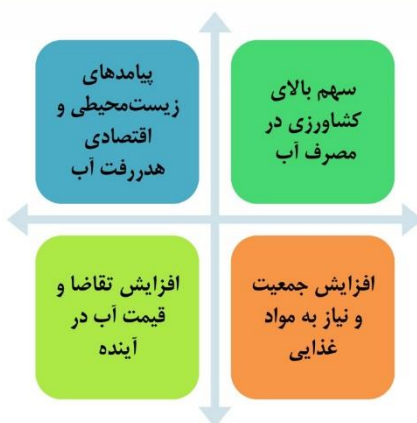 سهم بالای
کشاورزی در
مصرف آب
پیامدهای
زیست‌محیطی و
اقتصادی
هدررفت آب
افزایش جمعیت
و نیاز به مواد
غذایی
افزایش تقاضا و
قیمت آب در
آینده